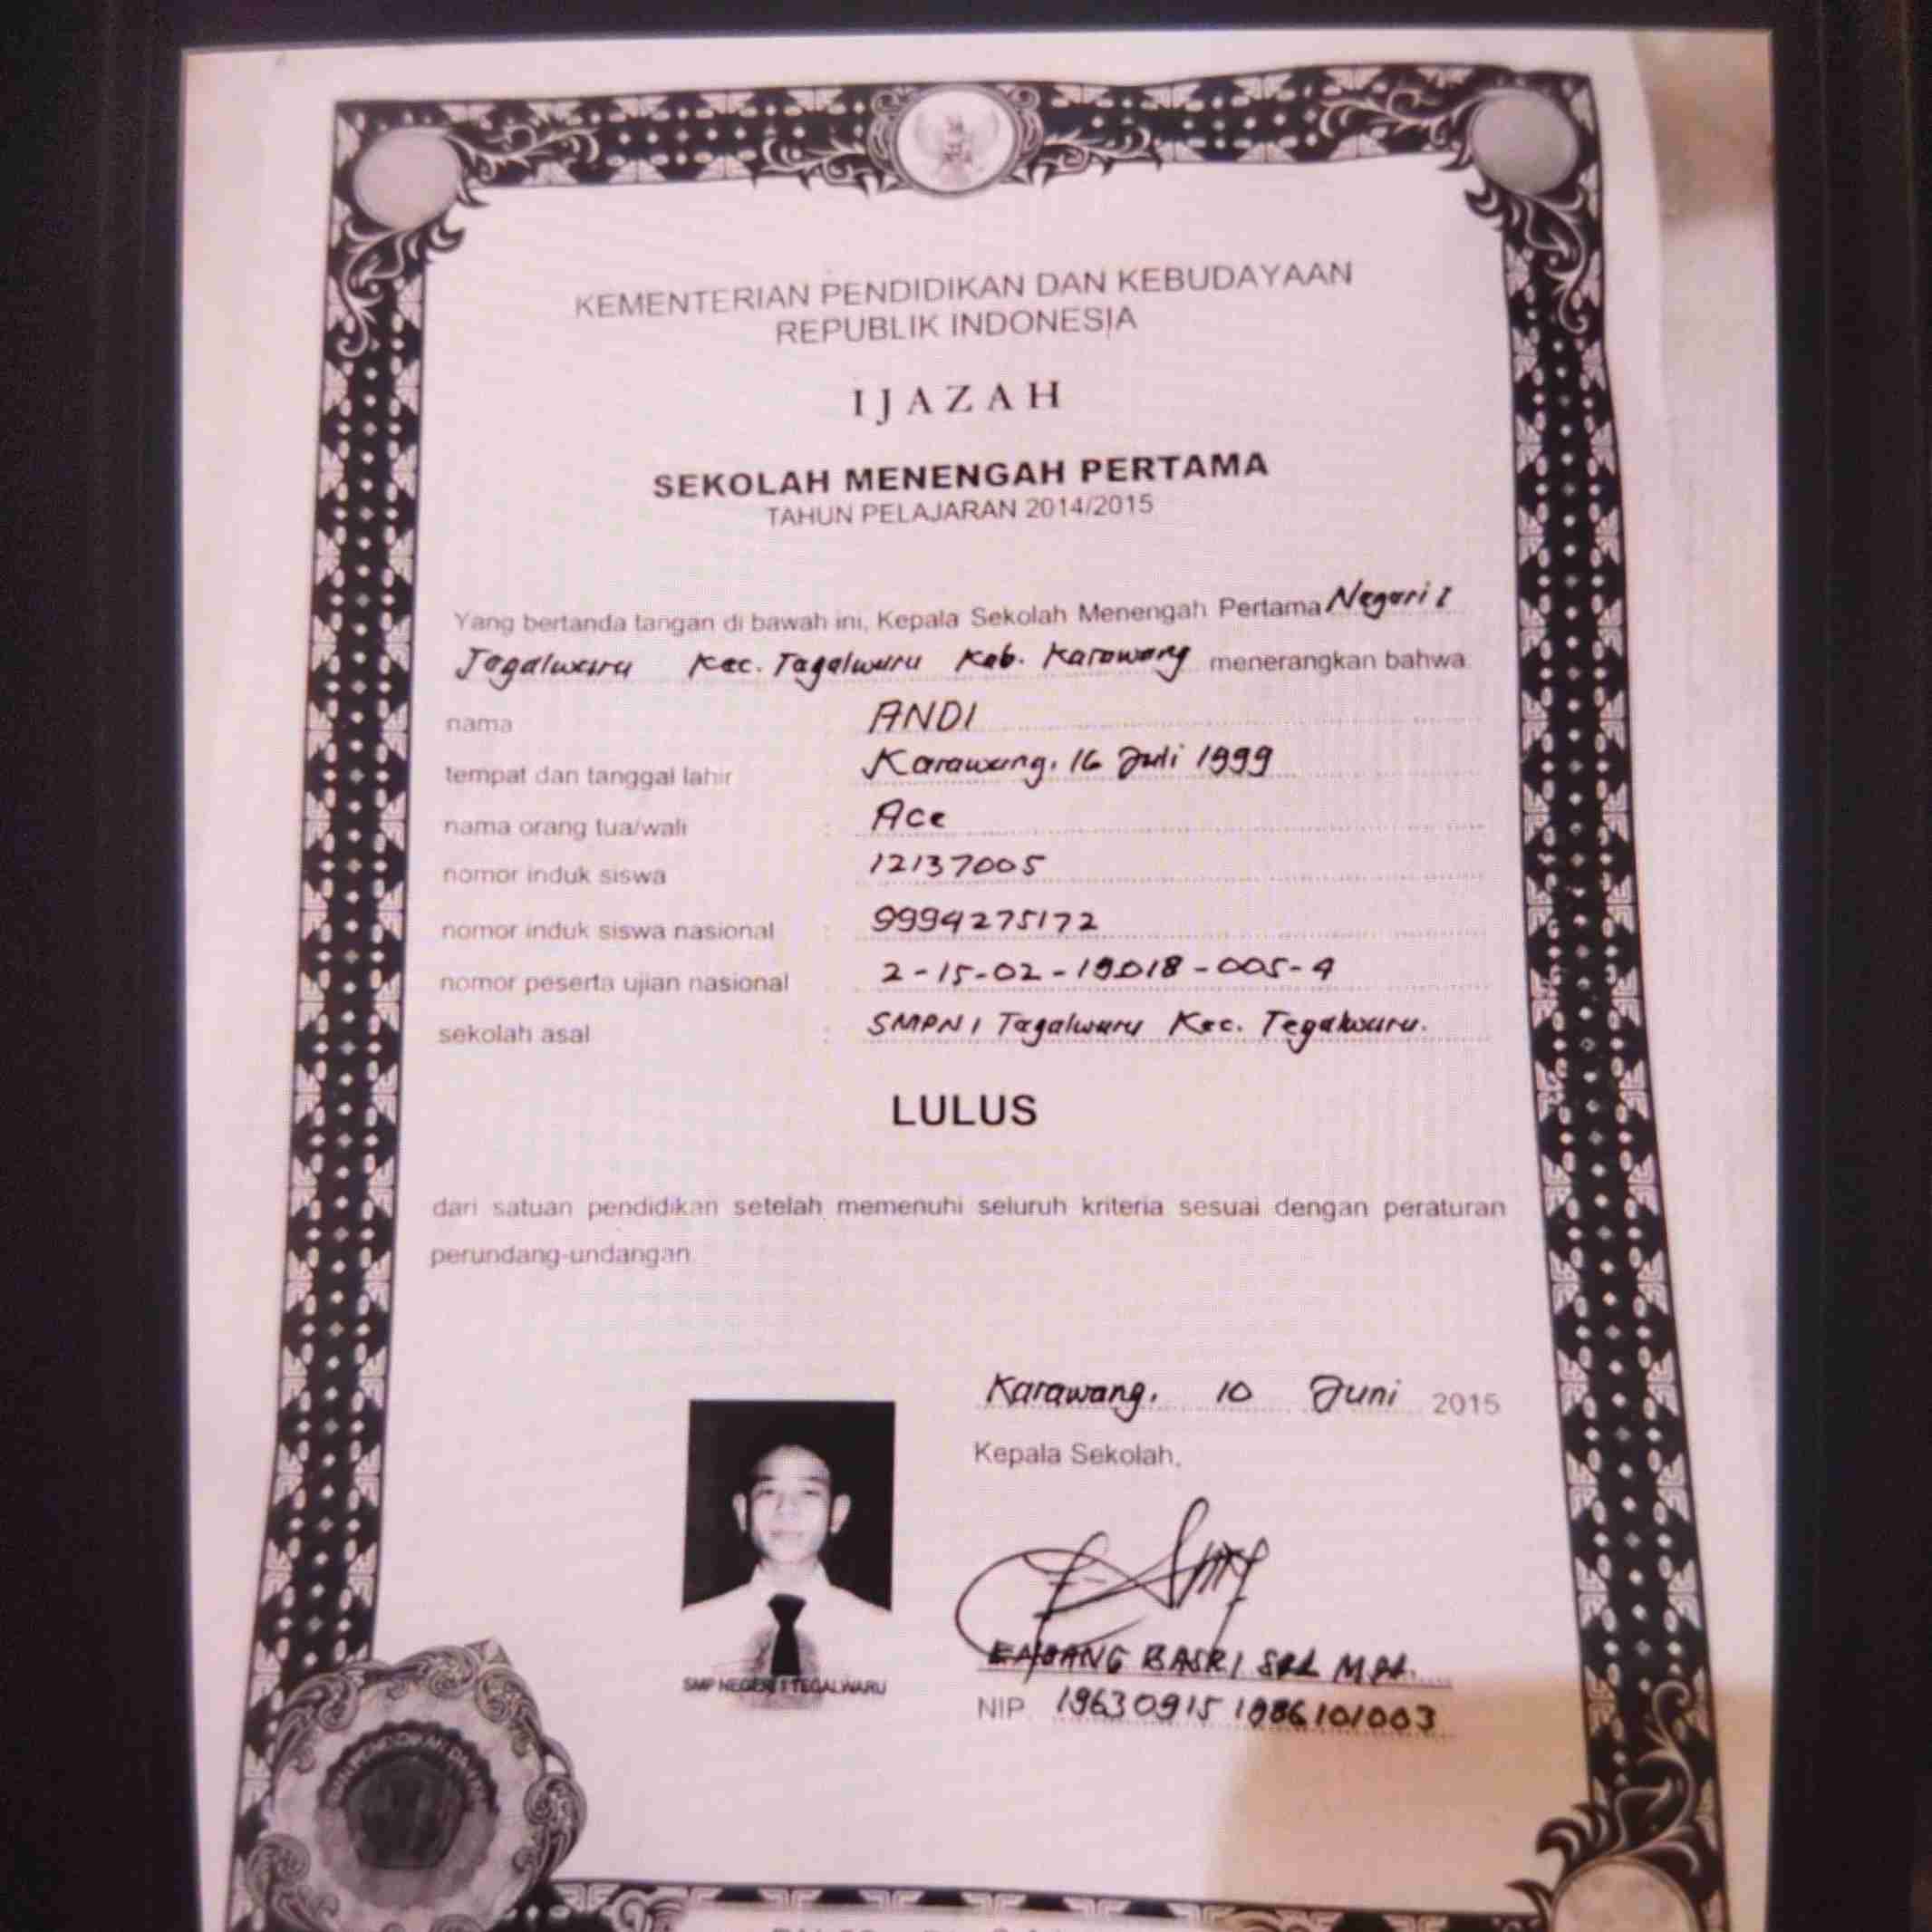 KEMENTERIAN PENDIDIKAN DAN KEBUDAYAAN
REPUBLIK INDONESIA
IJAZAH
SEKOLAH MENENGAH PERTAMA
TAHUN PELAJARAN 2014/2015
Yang bertanda tangan di bawah ini, Kepala Sekolah Menengah Pertama Negeri 1
Tegalwaru Kec. Tegalwaru Kab. Karawang menerangkan bahwa:
nama ANDI
tempat dan tanggal lahir Karawang, 16 Juli 1999
nama orang tua/wali : Ace
nomor induk siswa 12137005
nomor induk siswa nasional : 9994275172
nomor peserta ujian nasional : 2-15-02-19018-005-4
sekolah asal : SMPN 1 Tegalwaru Kec. Tegalwaru.
LULUS
dari satuan pendidikan setelah memenuhi seluruh kriteria sesuai dengan peraturan
perundang-undangan.
Karawang, 10 Juni 2015
Kepala Sekolah,
SMP NEGERI 1 TEGALWARU
BASRI SPd. M.Pd.
NIP 19630915 1986101003